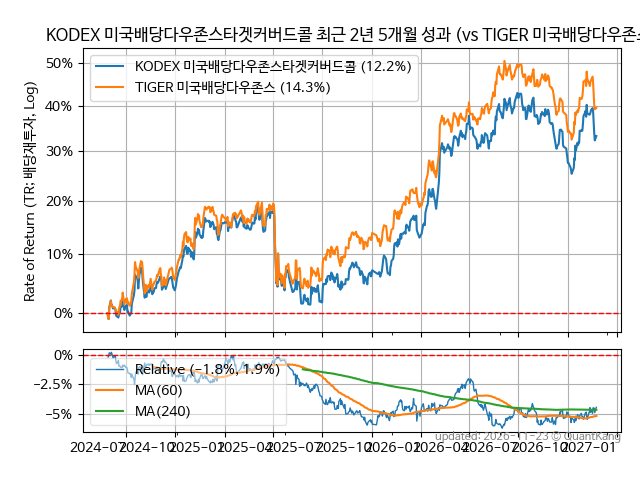 KODEX 미국배당다우존스타겟커버드콜 최근 2년 5개월 성과 (vs TIGER 미국배당다우존스
KODEX 미국배당다우존스타겟커버드콜 (12.2%)
TIGER 미국배당다우존스 (14.3%)
Rate of Return (TR: 배당재투자, Log)
50%
40%
30%
20%
10%
0%
Relative (−1.8%, 1.9%)
MA(60)
MA(240)
0%
−2.5%
−5%
2024-07 2024-10 2025-01 2025-04 2025-07 2025-10 2026-01 2026-04 2026-07 2026-10 2027-01
updated: 2026-11-23 © QuantKang